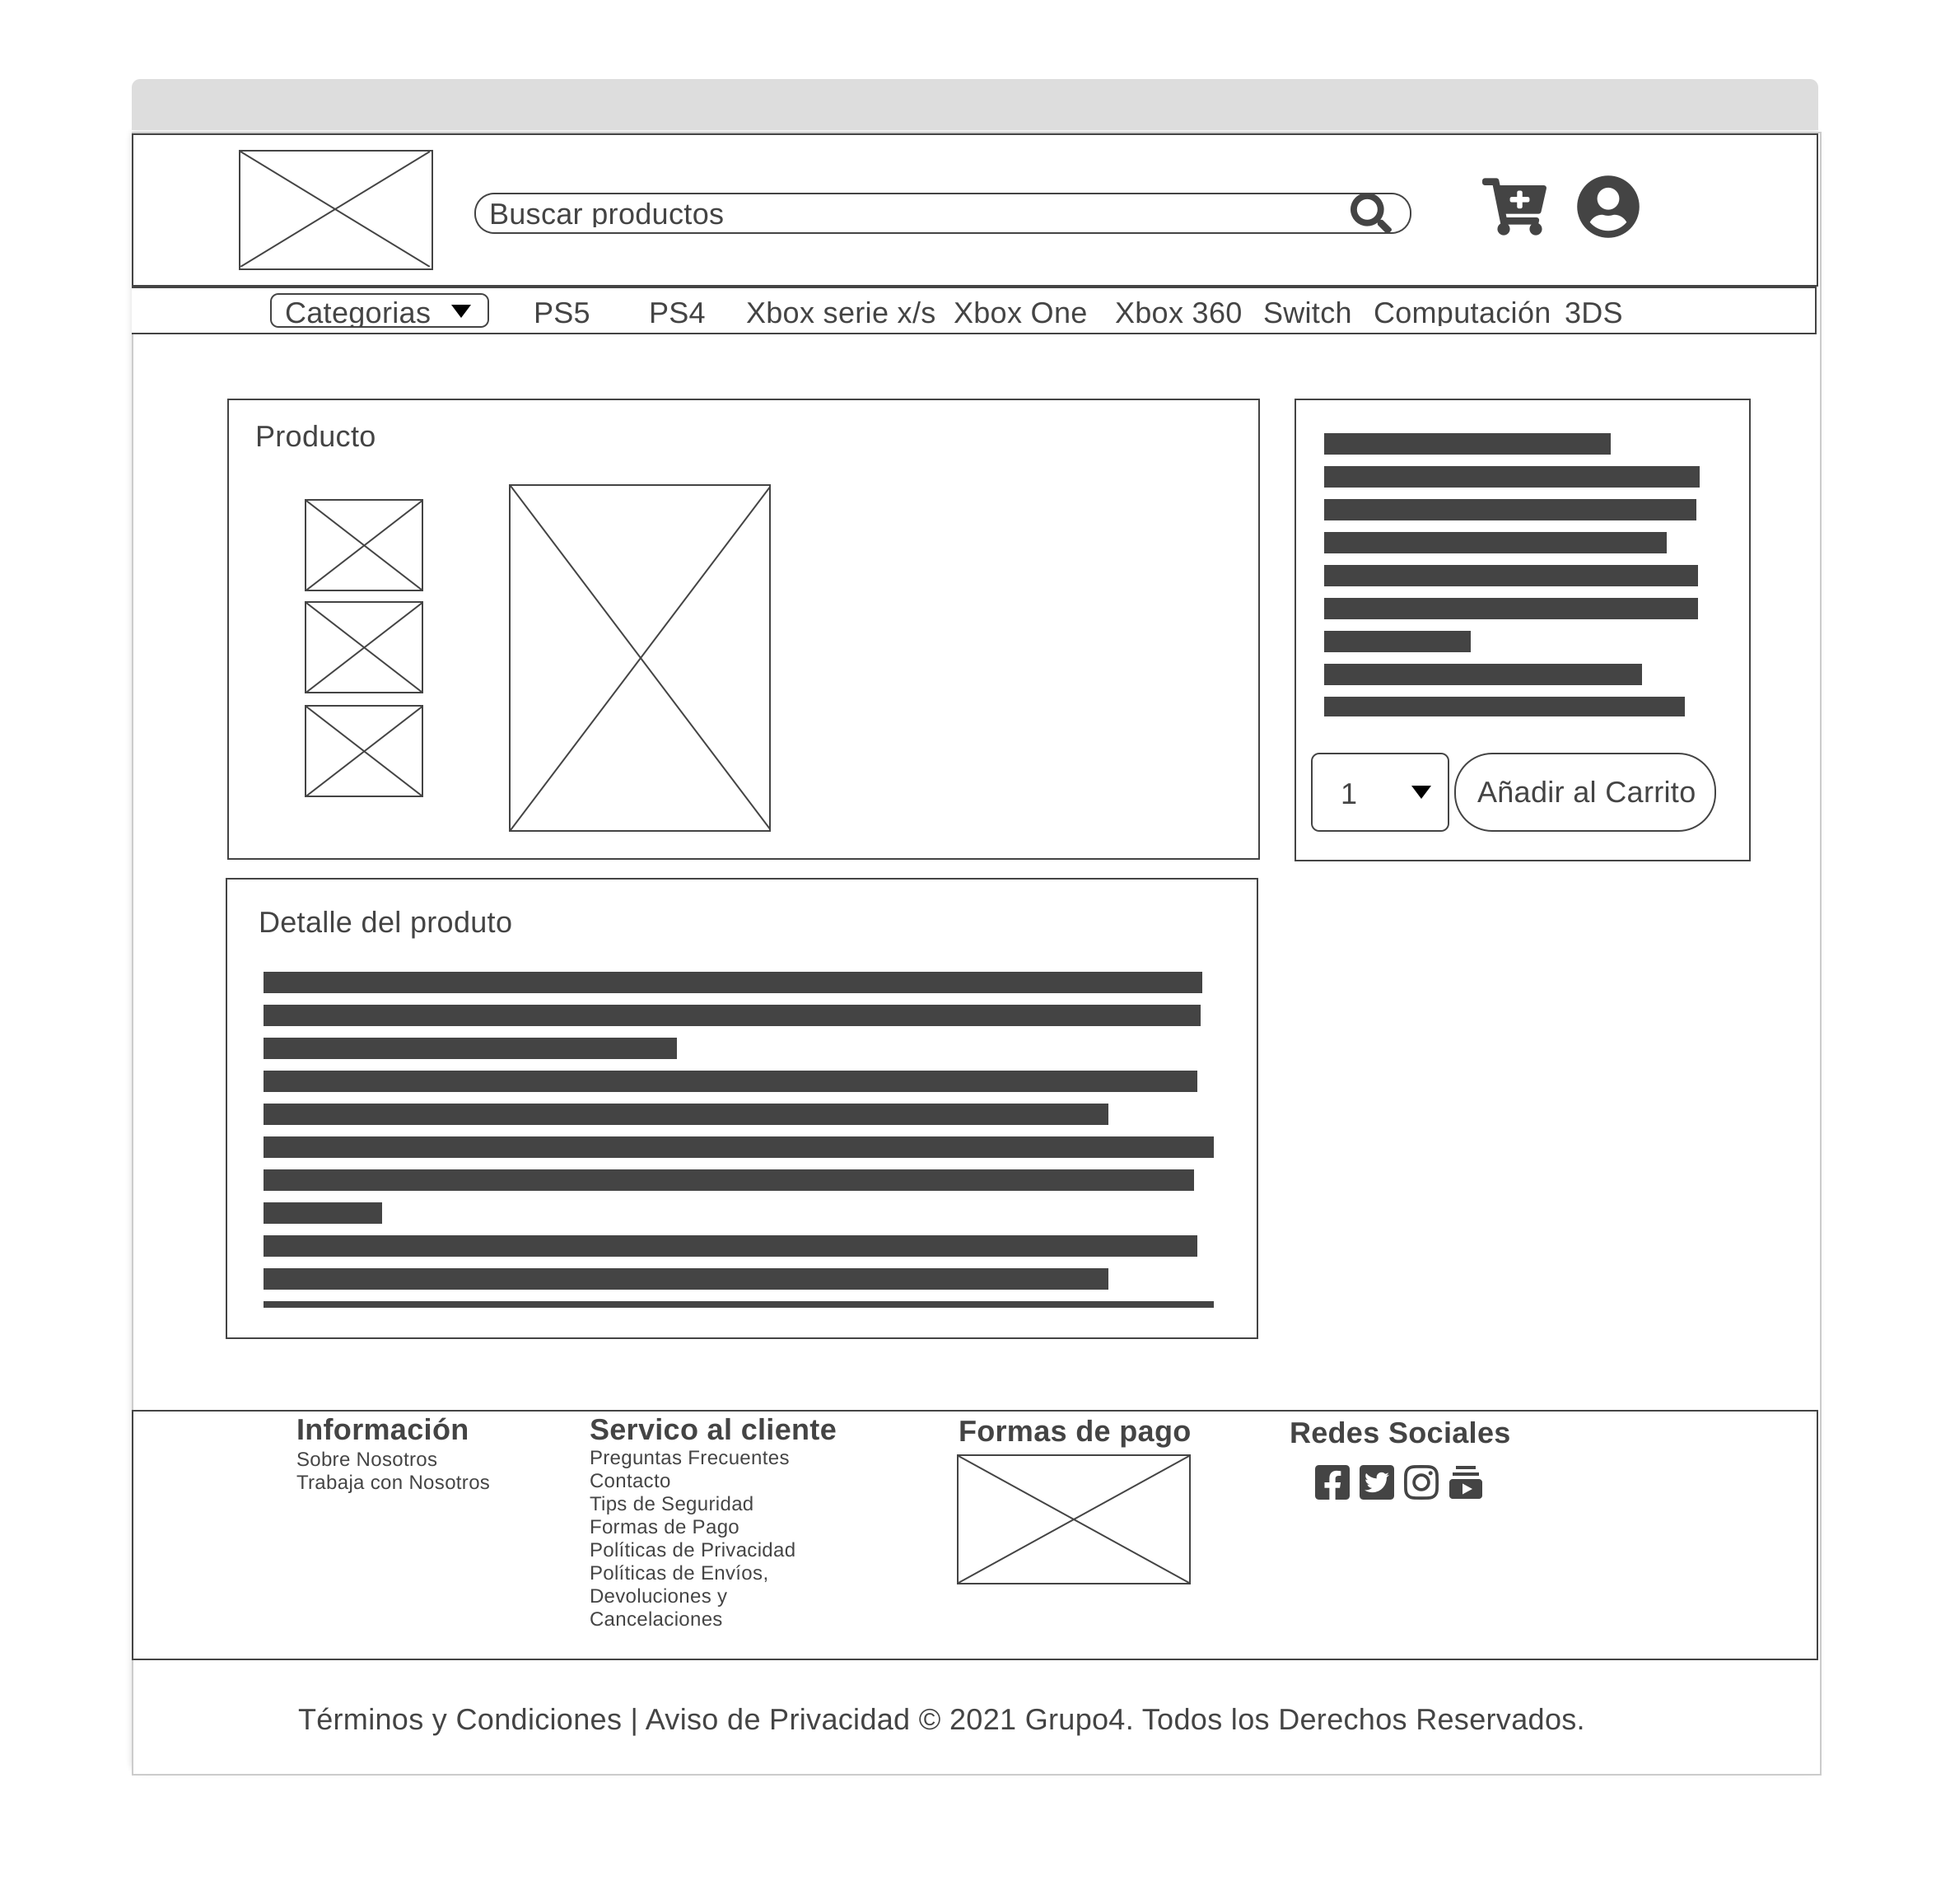 Buscar productos
Categorias PS5 PS4 Xbox serie x/s Xbox One Xbox 360 Switch Computación 3DS
Producto
1 Añadir al Carrito
Detalle del produto
Información
Sobre Nosotros
Trabaja con Nosotros
Servico al cliente
Preguntas Frecuentes
Contacto
Tips de Seguridad
Formas de Pago
Políticas de Privacidad
Políticas de Envíos,
Devoluciones y
Cancelaciones
Formas de pago
Redes Sociales
Términos y Condiciones | Aviso de Privacidad © 2021 Grupo4. Todos los Derechos Reservados.